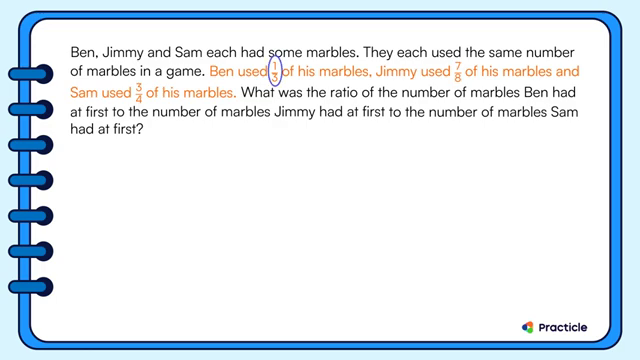 Ben, Jimmy and Sam each had some marbles. They each used the same number
of marbles in a game. Ben used 1/3 of his marbles, Jimmy used 7/8 of his marbles and
Sam used 3/4 of his marbles. What was the ratio of the number of marbles Ben had
at first to the number of marbles Jimmy had at first to the number of marbles Sam
had at first?
Practicle